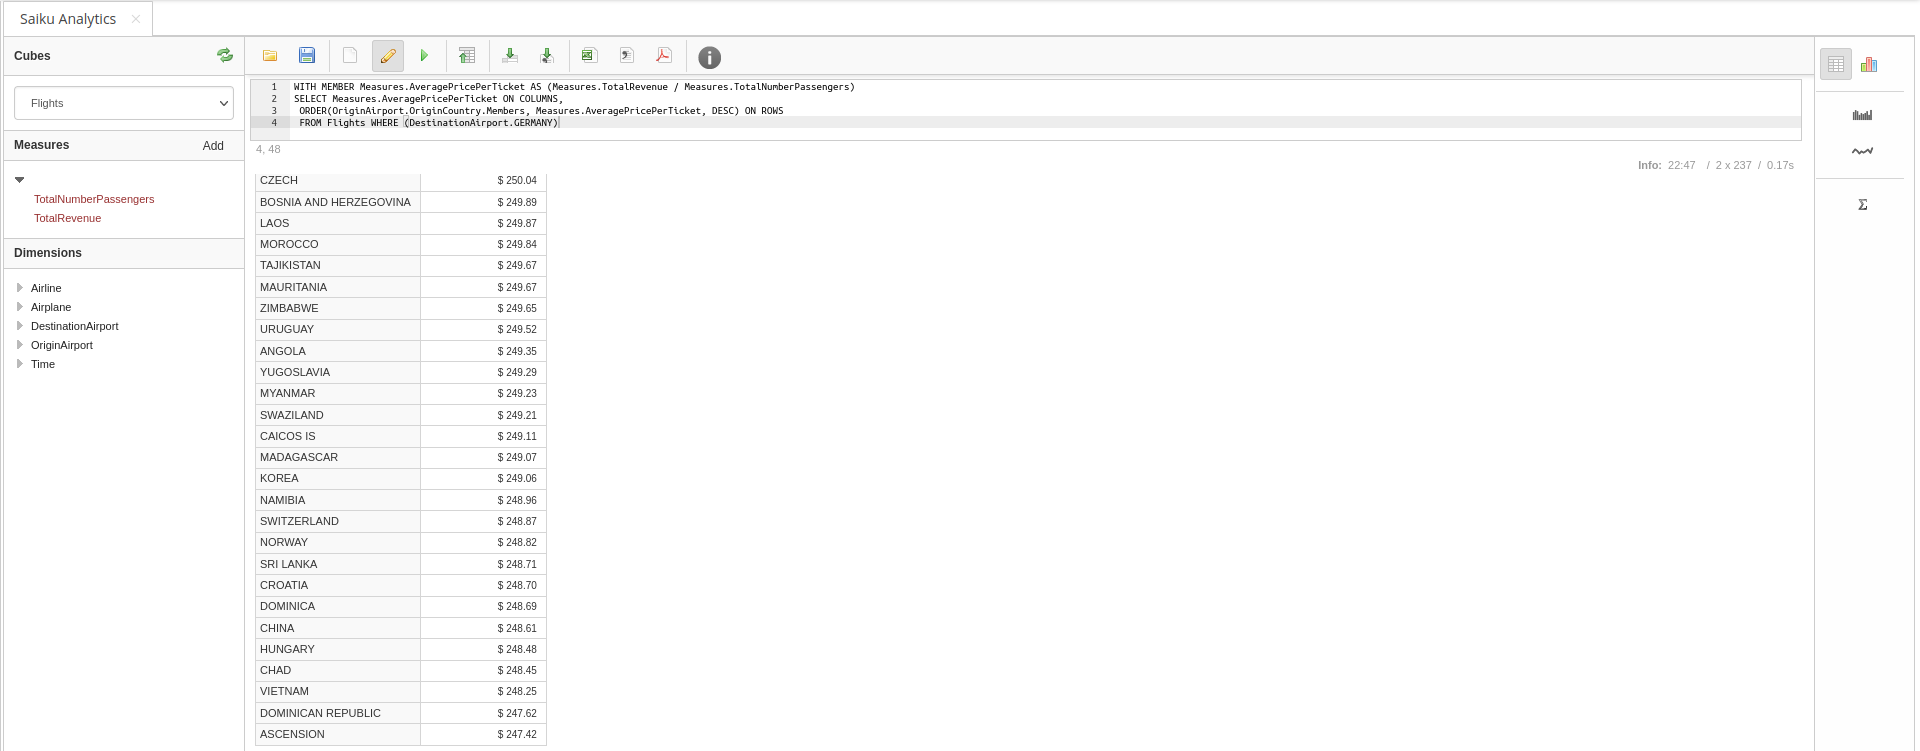 Saiku Analytics
Cubes
Flights
Measures Add
TotalNumberPassengers
TotalRevenue
Dimensions
Airline
Airplane
DestinationAirport
OriginAirport
Time
1 WITH MEMBER Measures.AveragePricePerTicket AS (Measures.TotalRevenue / Measures.TotalNumberPassengers)
2 SELECT Measures.AveragePricePerTicket ON COLUMNS,
3 ORDER(OriginAirport.OriginCountry.Members, Measures.AveragePricePerTicket, DESC) ON ROWS
4 FROM Flights WHERE (DestinationAirport.GERMANY)
4, 48
Info: 22:47 / 2 x 237 / 0.17s
CZECH $ 250.04
BOSNIA AND HERZEGOVINA $ 249.89
LAOS $ 249.87
MOROCCO $ 249.84
TAJIKISTAN $ 249.67
MAURITANIA $ 249.67
ZIMBABWE $ 249.65
URUGUAY $ 249.52
ANGOLA $ 249.35
YUGOSLAVIA $ 249.29
MYANMAR $ 249.23
SWAZILAND $ 249.21
CAICOS IS $ 249.11
MADAGASCAR $ 249.07
KOREA $ 249.06
NAMIBIA $ 248.96
SWITZERLAND $ 248.87
NORWAY $ 248.82
SRI LANKA $ 248.71
CROATIA $ 248.70
DOMINICA $ 248.69
CHINA $ 248.61
HUNGARY $ 248.48
CHAD $ 248.45
VIETNAM $ 248.25
DOMINICAN REPUBLIC $ 247.62
ASCENSION $ 247.42
Σ